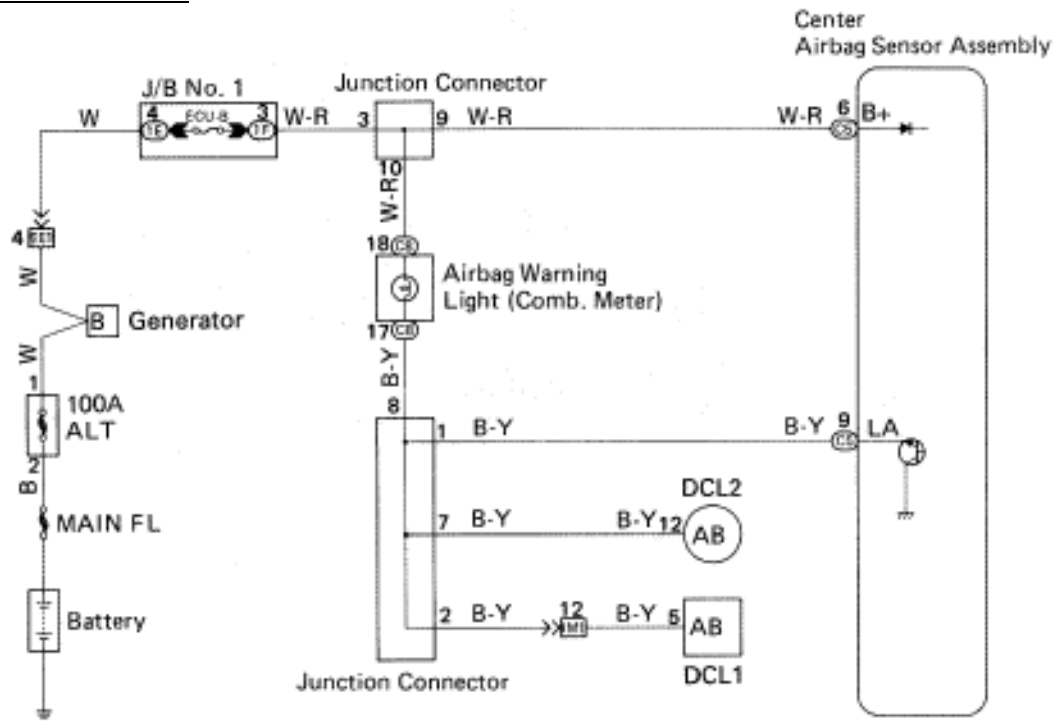 Center
Airbag Sensor Assembly
J/B No. 1
Junction Connector
W
4
ECU-B
3
W-R
3
9
W-R
W-R
6
B+
1E
1F
C5
10
W-R
4
18
C8
W
Airbag Warning
Light (Comb. Meter)
B
Generator
17
C8
W
B-Y
1
8
100A
ALT
1
B-Y
B-Y
9
LA
2
B
DCL2
MAIN FL
7
B-Y
B-Y
12
AB
Battery
2
B-Y
12
B-Y
5
AB
DCL1
Junction Connector